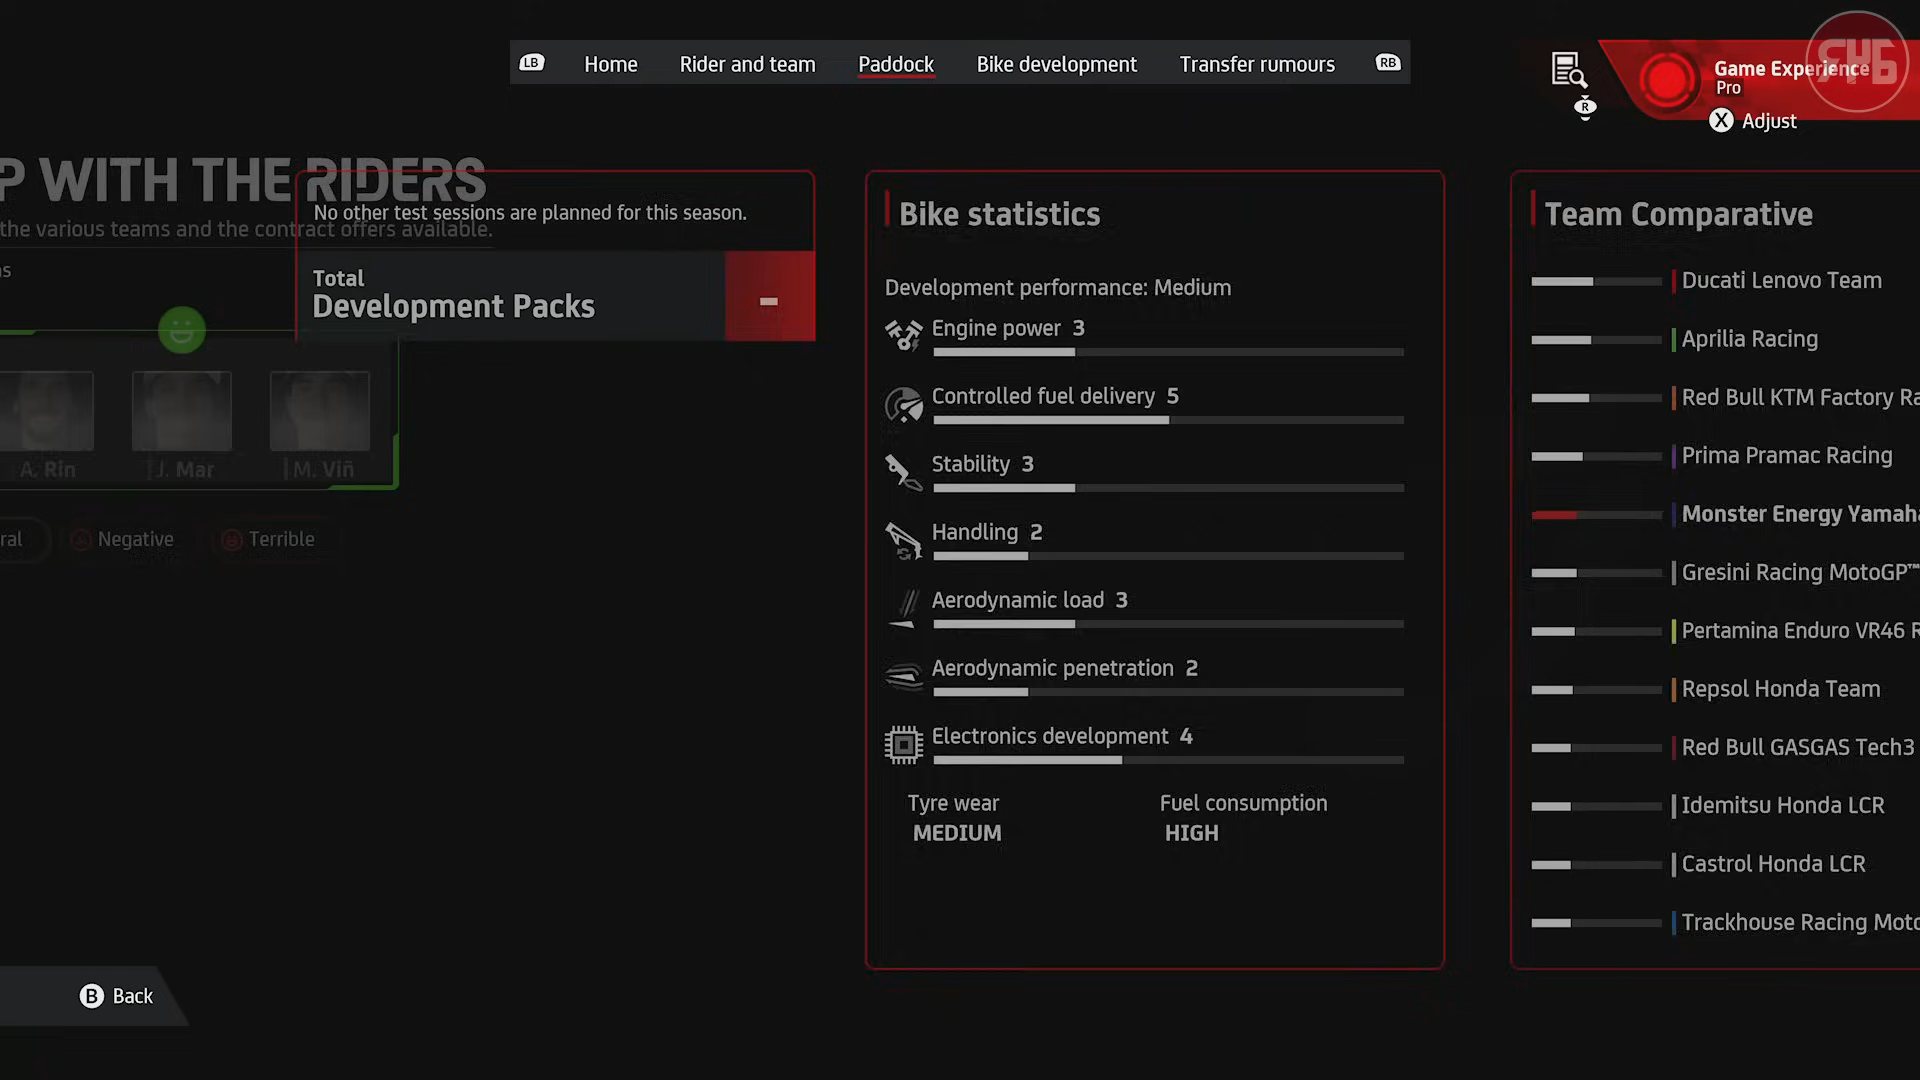 LB Home Rider and team Paddock Bike development Transfer rumours RB
R
Game Experience
Pro
X Adjust
P WITH THE RIDERS
the various teams and the contract offers available.
No other test sessions are planned for this season.
Total
Development Packs
-
A. Rin J. Mar M. Viñ
ral Negative Terrible
Bike statistics
Development performance: Medium
Engine power 3
Controlled fuel delivery 5
Stability 3
Handling 2
Aerodynamic load 3
Aerodynamic penetration 2
Electronics development 4
Tyre wear
MEDIUM
Fuel consumption
HIGH
Team Comparative
Ducati Lenovo Team
Aprilia Racing
Red Bull KTM Factory Ra
Prima Pramac Racing
Monster Energy Yamaha
Gresini Racing MotoGP™
Pertamina Enduro VR46 R
Repsol Honda Team
Red Bull GASGAS Tech3
Idemitsu Honda LCR
Castrol Honda LCR
Trackhouse Racing Moto
B Back